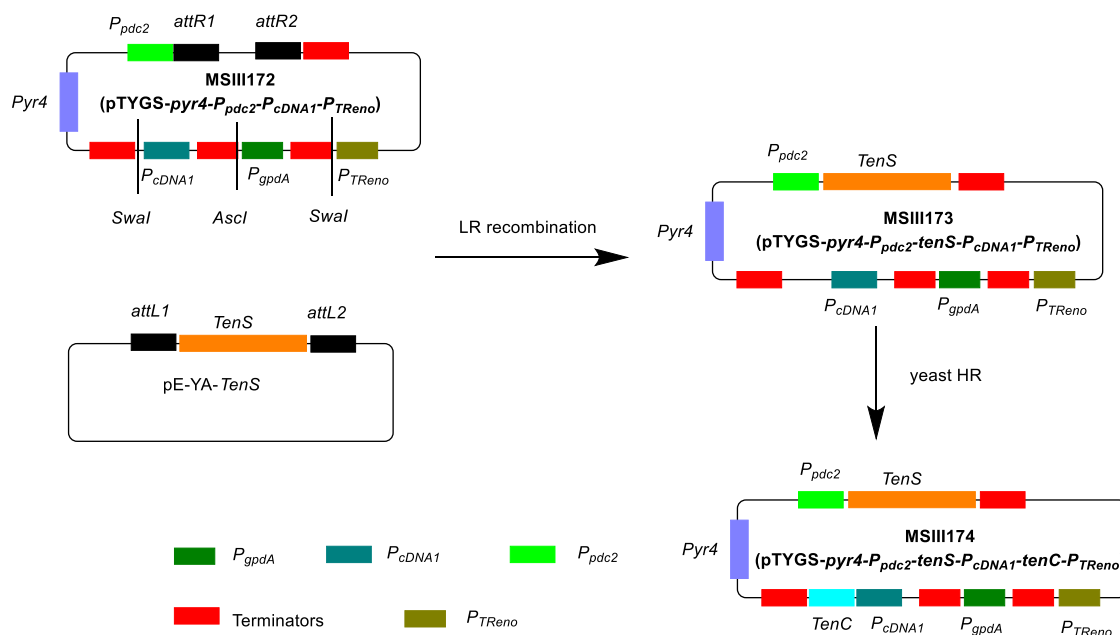 Ppdc2 attR1 attR2
MSIII172
Pyr4
(pTYGS-pyr4-Ppdc2-PcDNA1-PTReno)
PcDNA1 PgpdA PTReno
SwaI AscI SwaI
LR recombination
Ppdc2 TenS
MSIII173
Pyr4
(pTYGS-pyr4-Ppdc2-tenS-PcDNA1-PTReno)
PcDNA1 PgpdA PTReno
attL1 TenS attL2
pE-YA-TenS
yeast HR
Ppdc2 TenS
MSIII174
Pyr4
(pTYGS-pyr4-Ppdc2-tenS-PcDNA1-tenC-PTReno
TenC PcDNA1 PgpdA PTReno
PgpdA PcDNA1 Ppdc2
Terminators PTReno